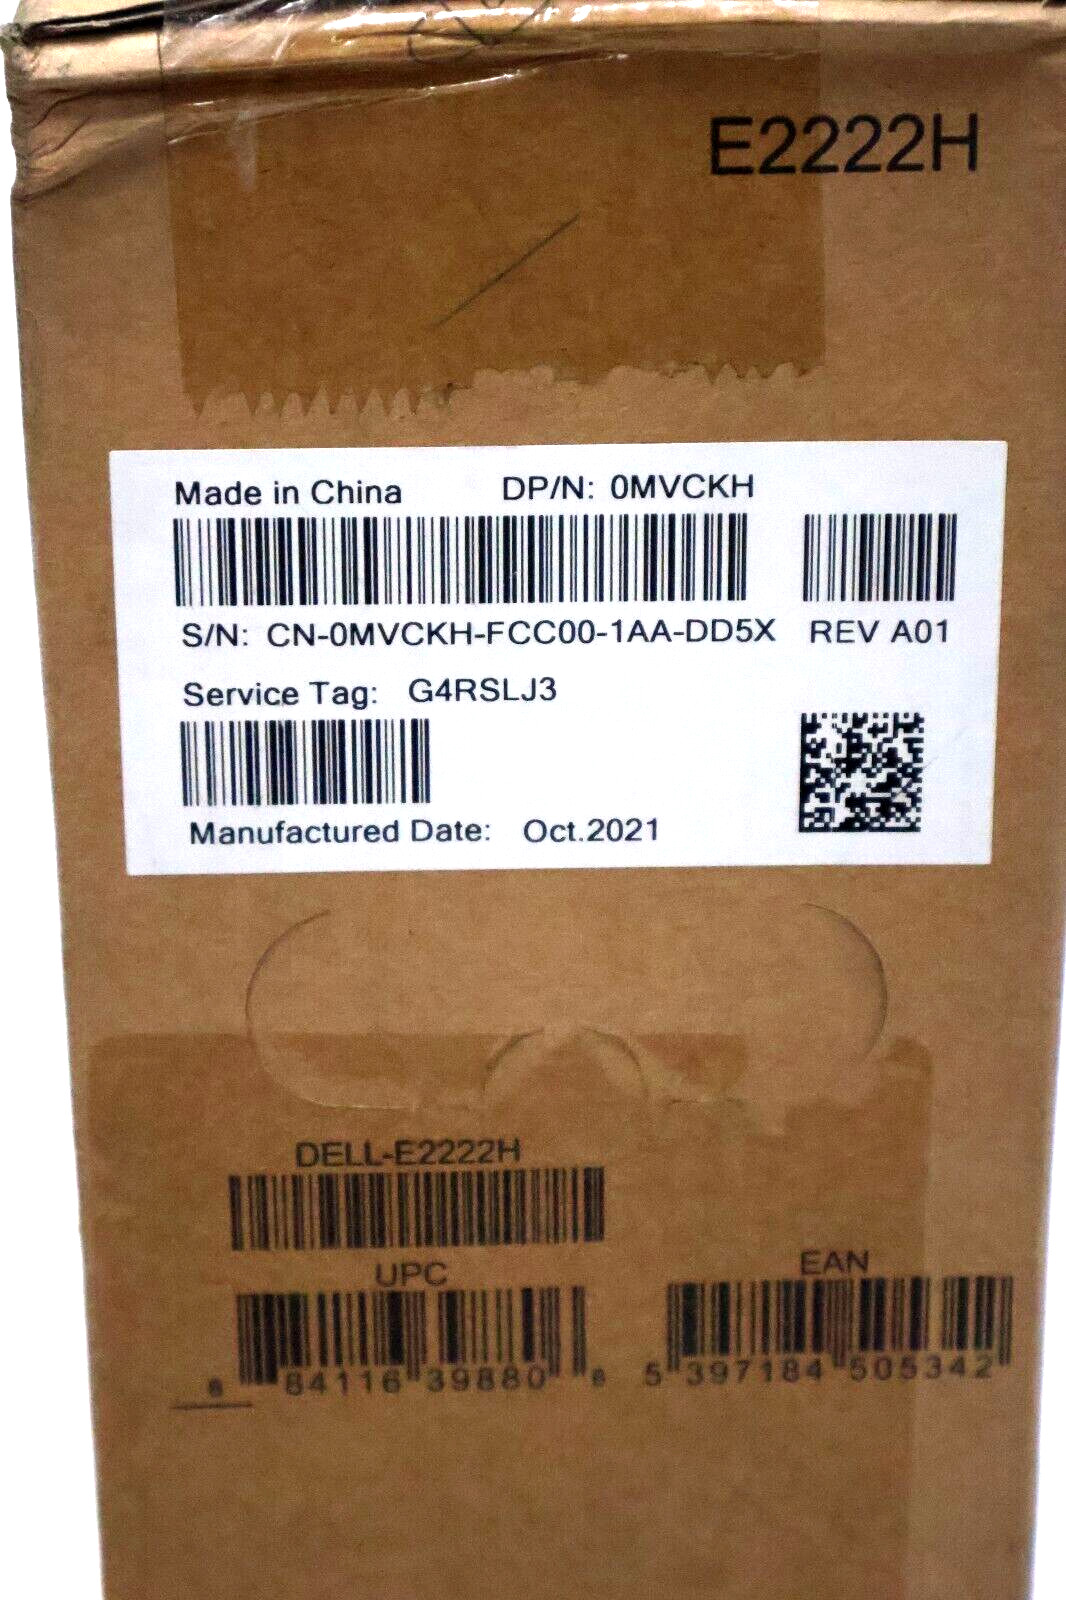 E2222H
Made in China DP/N: 0MVCKH
S/N: CN-0MVCKH-FCC00-1AA-DD5X REV A01
Service Tag: G4RSLJ3
Manufactured Date: Oct.2021
DELL-E2222H
UPC
EAN
8 84116 39880 8
5 397184 505342